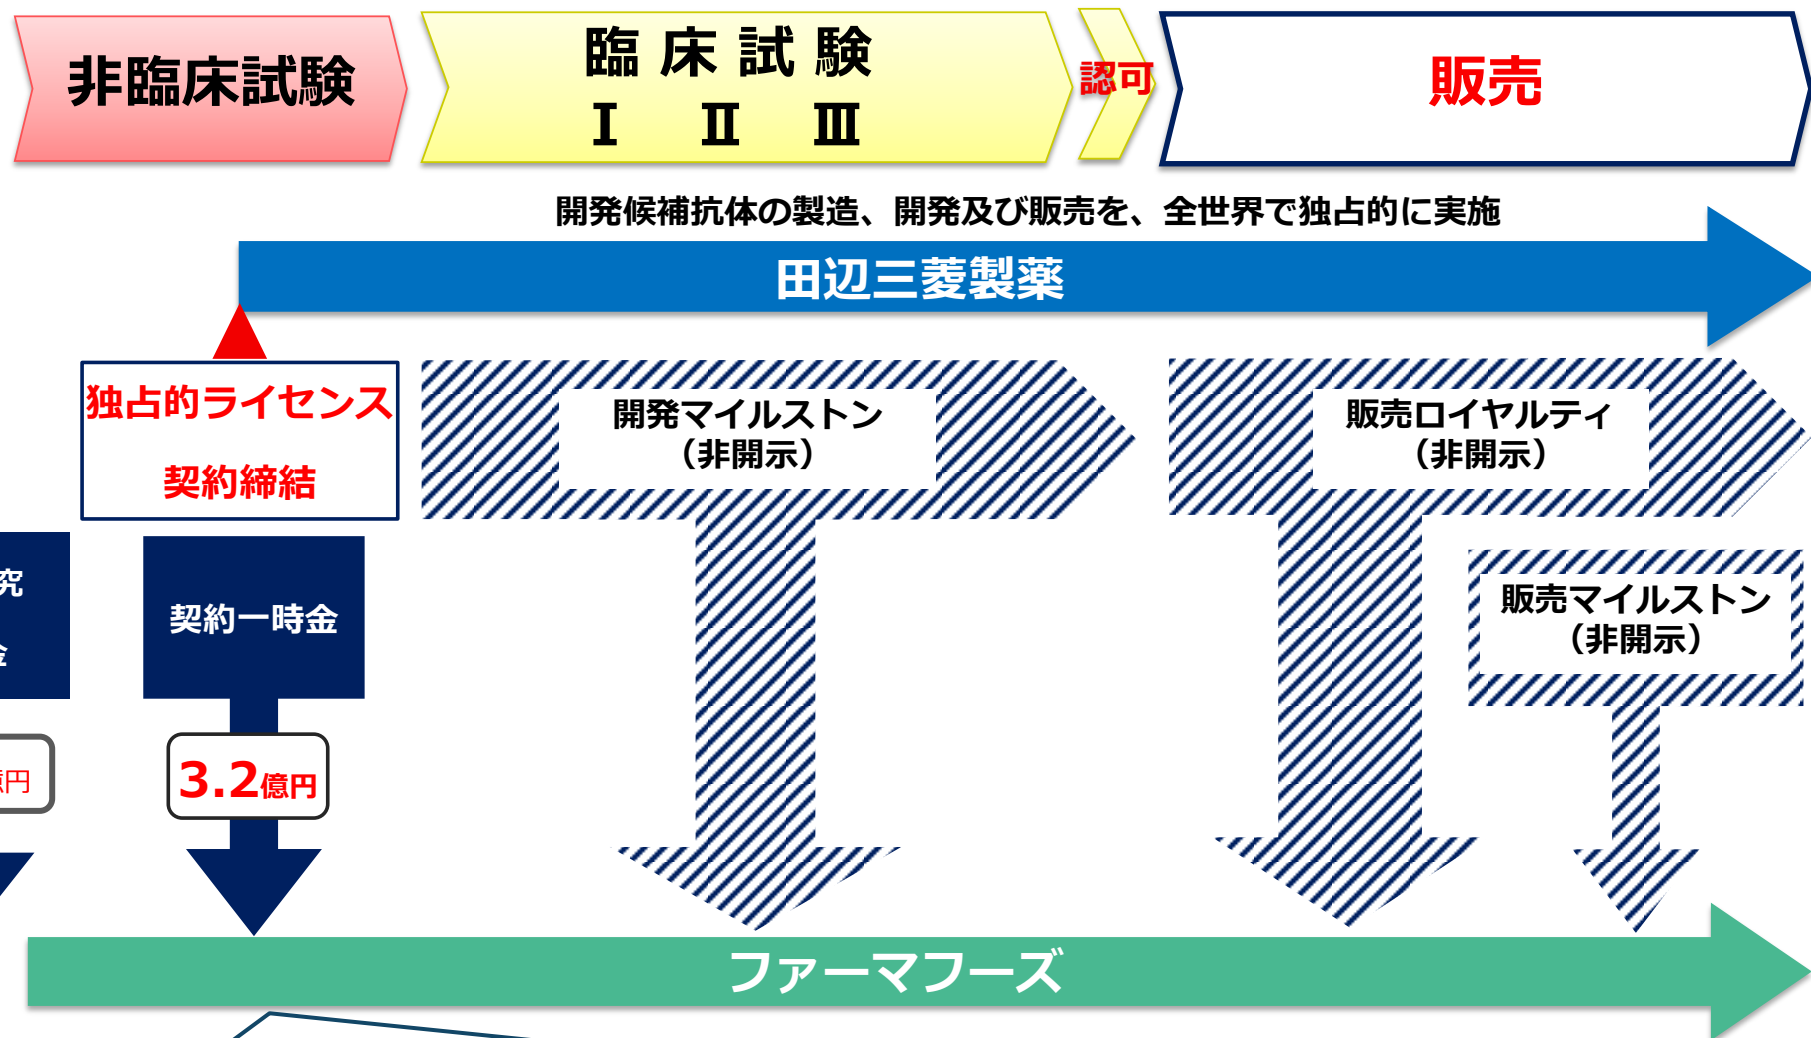 非臨床試験
臨床試験
Ⅰ Ⅱ Ⅲ
認可
販売
開発候補抗体の製造、開発及び販売を、全世界で独占的に実施
田辺三菱製薬
独占的ライセンス
契約締結
開発マイルストン
（非開示）
販売ロイヤルティ
（非開示）
究
金
契約一時金
販売マイルストン
（非開示）
億円
3.2億円
ファーマフーズ